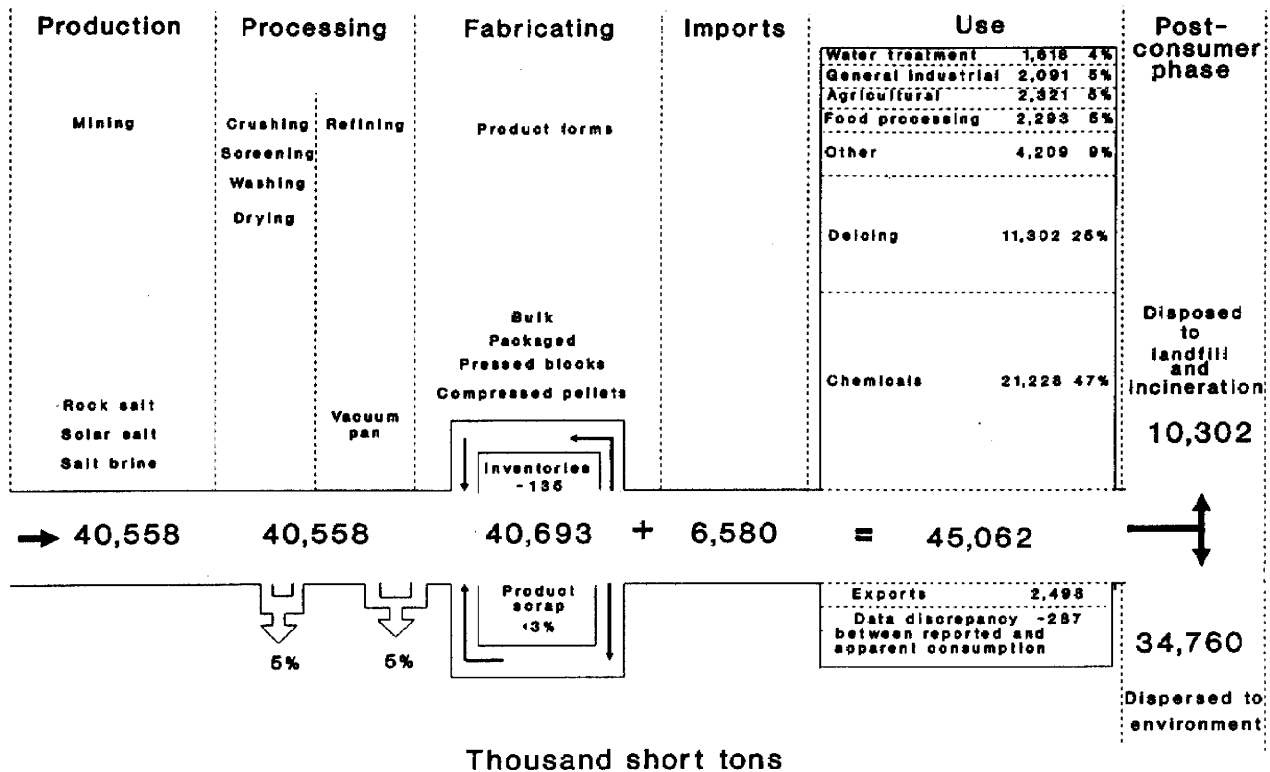 Production
Processing
Fabricating
Imports
Use
Post-
consumer
phase
Mining
Crushing
Screening
Washing
Drying
Refining
Product forms
Water treatment 1,618 4%
General industrial 2,091 5%
Agricultural 2,321 5%
Food processing 2,293 5%
Other 4,209 9%
Deicing 11,302 25%
Chemicals 21,228 47%
Rock salt
Solar salt
Salt brine
Vacuum
pan
Bulk
Packaged
Pressed blocks
Compressed pellets
Inventories
-135
Disposed
to
landfill
and
incineration
10,302
40,558
40,558
40,693
+
6,580
=
45,062
5%
5%
Product
scrap
<3%
Exports 2,498
Data discrepancy -287
between reported and
apparent consumption
34,760
Dispersed to
environment
Thousand short tons